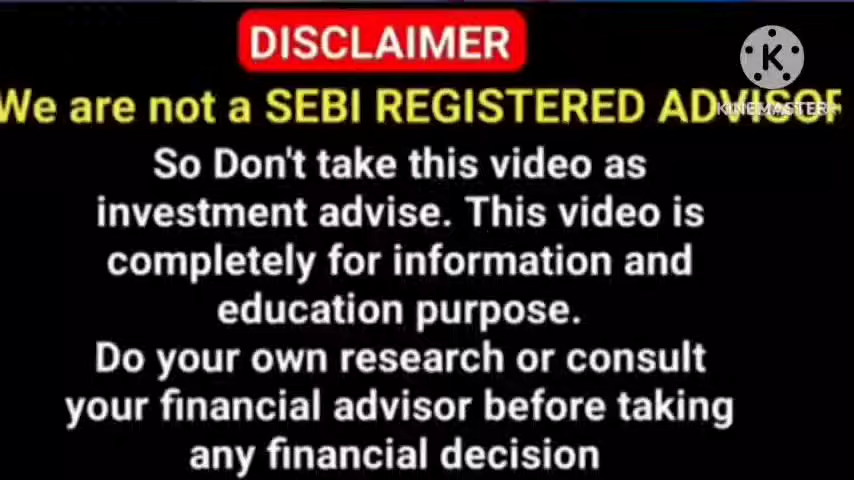 DISCLAIMER
K
We are not a SEBI REGISTERED ADVISOR
KINEMASTER
So Don't take this video as
investment advise. This video is
completely for information and
education purpose.
Do your own research or consult
your financial advisor before taking
any financial decision